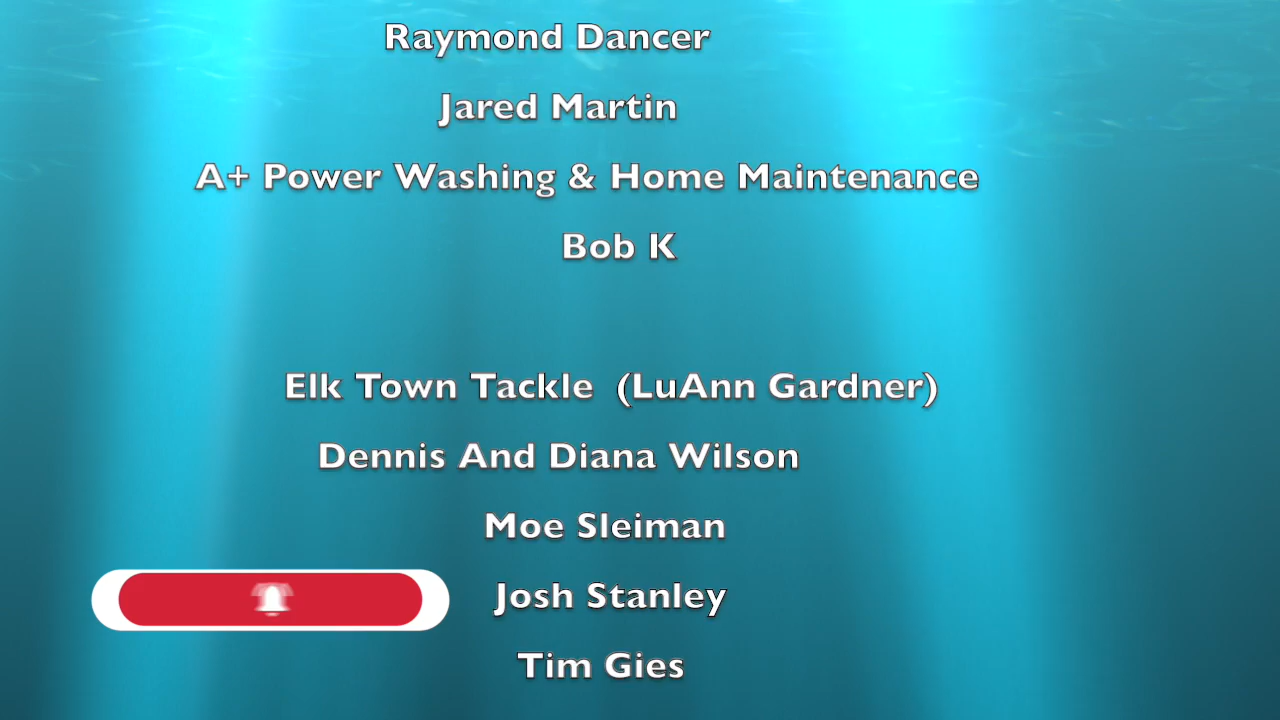 Raymond Dancer
Jared Martin
A+ Power Washing & Home Maintenance
Bob K
Elk Town Tackle (LuAnn Gardner)
Dennis And Diana Wilson
Moe Sleiman
Josh Stanley
Tim Gies